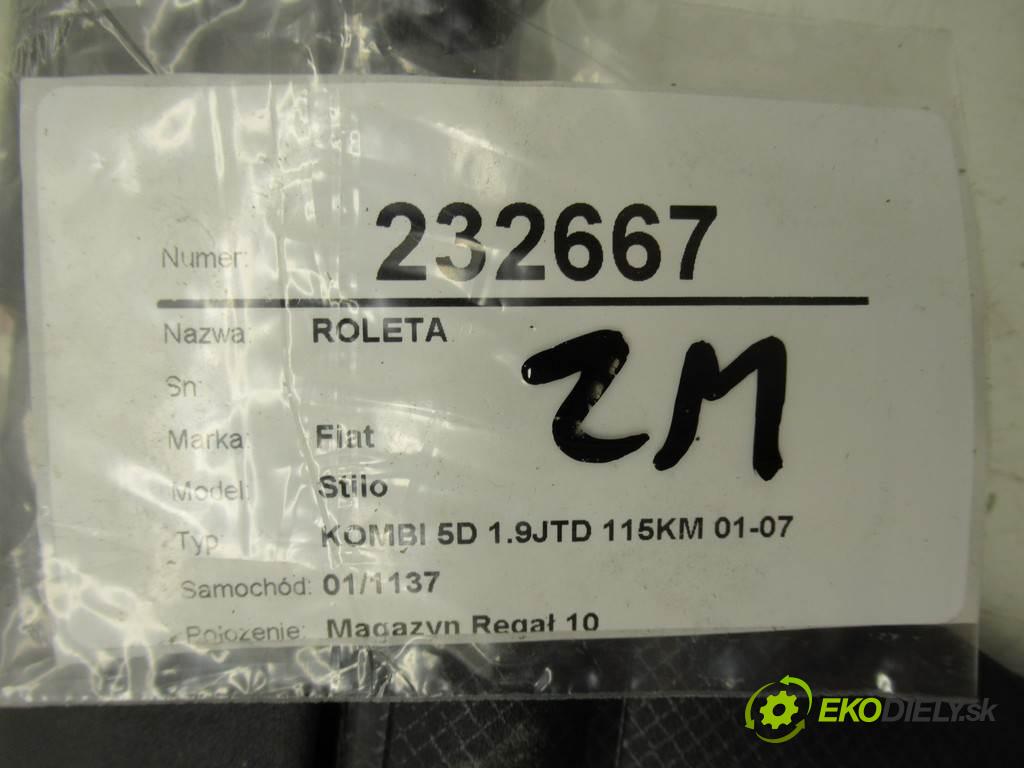 Numer: 232667
Nazwa: ROLETA
ZM
Sn:
Marka: Fiat
Model: Stilo
Typ: KOMBI 5D 1.9JTD 115KM 01-07
Samochód: 01/1137
Położenie: Magazyn Regał 10
EKODIELY.sk